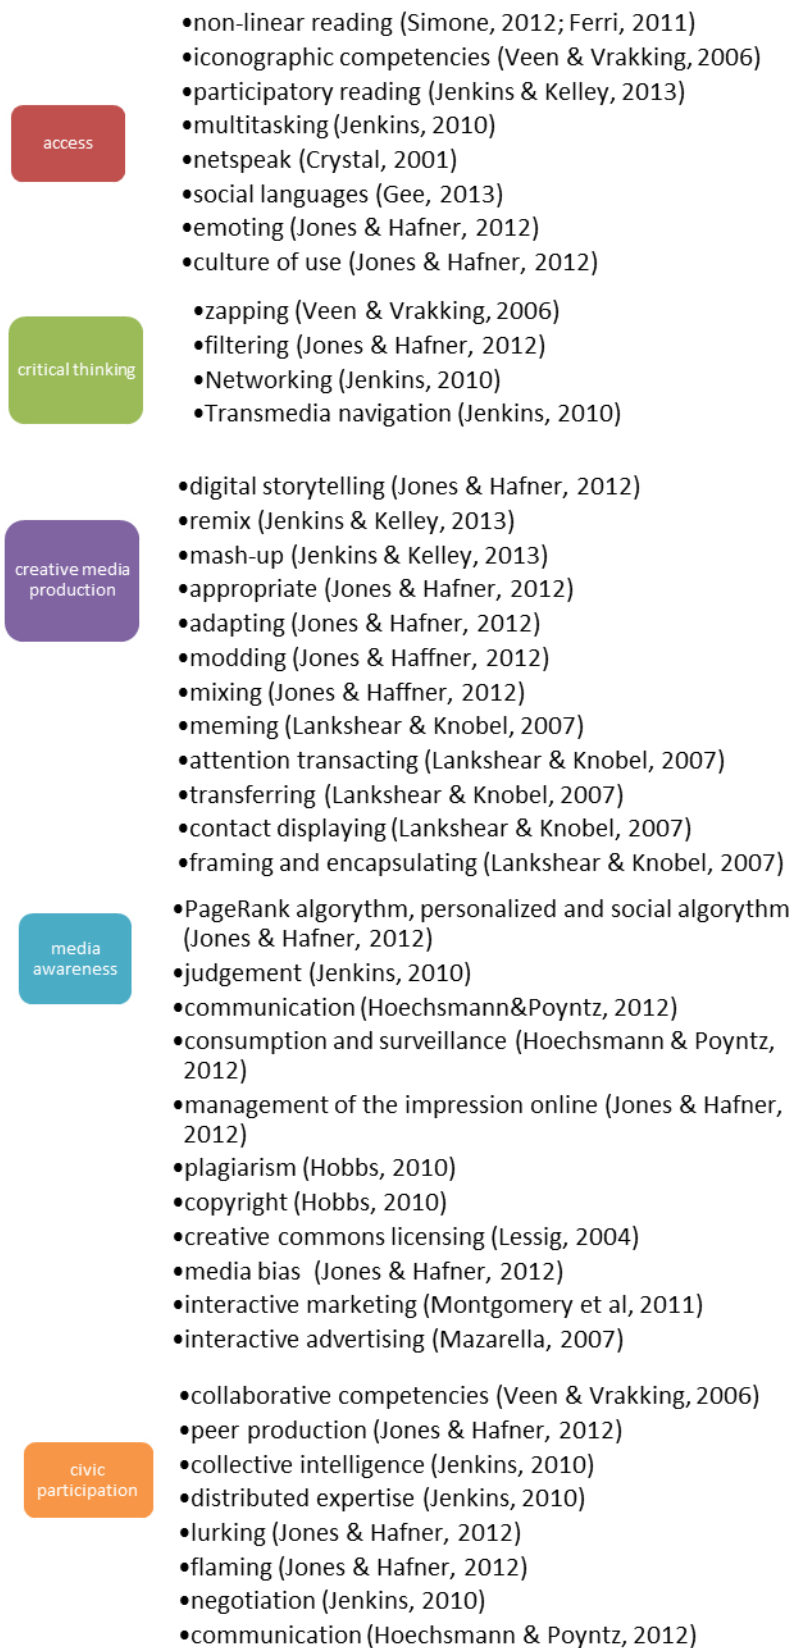 •non-linear reading (Simone, 2012; Ferri, 2011)
•iconographic competencies (Veen & Vrakking, 2006)
•participatory reading (Jenkins & Kelley, 2013)
access
•multitasking (Jenkins, 2010)
•netspeak (Crystal, 2001)
•social languages (Gee, 2013)
•emoting (Jones & Hafner, 2012)
•culture of use (Jones & Hafner, 2012)
•zapping (Veen & Vrakking, 2006)
•filtering (Jones & Hafner, 2012)
critical thinking
•Networking (Jenkins, 2010)
•Transmedia navigation (Jenkins, 2010)
•digital storytelling (Jones & Hafner, 2012)
•remix (Jenkins & Kelley, 2013)
•mash-up (Jenkins & Kelley, 2013)
creative media
production
•appropriate (Jones & Hafner, 2012)
•adapting (Jones & Hafner, 2012)
•modding (Jones & Haffner, 2012)
•mixing (Jones & Haffner, 2012)
•meming (Lankshear & Knobel, 2007)
•attention transacting (Lankshear & Knobel, 2007)
•transferring (Lankshear & Knobel, 2007)
•contact displaying (Lankshear & Knobel, 2007)
•framing and encapsulating (Lankshear & Knobel, 2007)
•PageRank algorythm, personalized and social algorythm
(Jones & Hafner, 2012)
media
awareness
•judgement (Jenkins, 2010)
•communication (Hoechsmann&Poyntz, 2012)
•consumption and surveillance (Hoechsmann & Poyntz,
2012)
•management of the impression online (Jones & Hafner,
2012)
•plagiarism (Hobbs, 2010)
•copyright (Hobbs, 2010)
•creative commons licensing (Lessig, 2004)
•media bias (Jones & Hafner, 2012)
•interactive marketing (Montgomery et al, 2011)
•interactive advertising (Mazarella, 2007)
•collaborative competencies (Veen & Vrakking, 2006)
•peer production (Jones & Hafner, 2012)
•collective intelligence (Jenkins, 2010)
civic
participation
•distributed expertise (Jenkins, 2010)
•lurking (Jones & Hafner, 2012)
•flaming (Jones & Hafner, 2012)
•negotiation (Jenkins, 2010)
•communication (Hoechsmann & Poyntz, 2012)